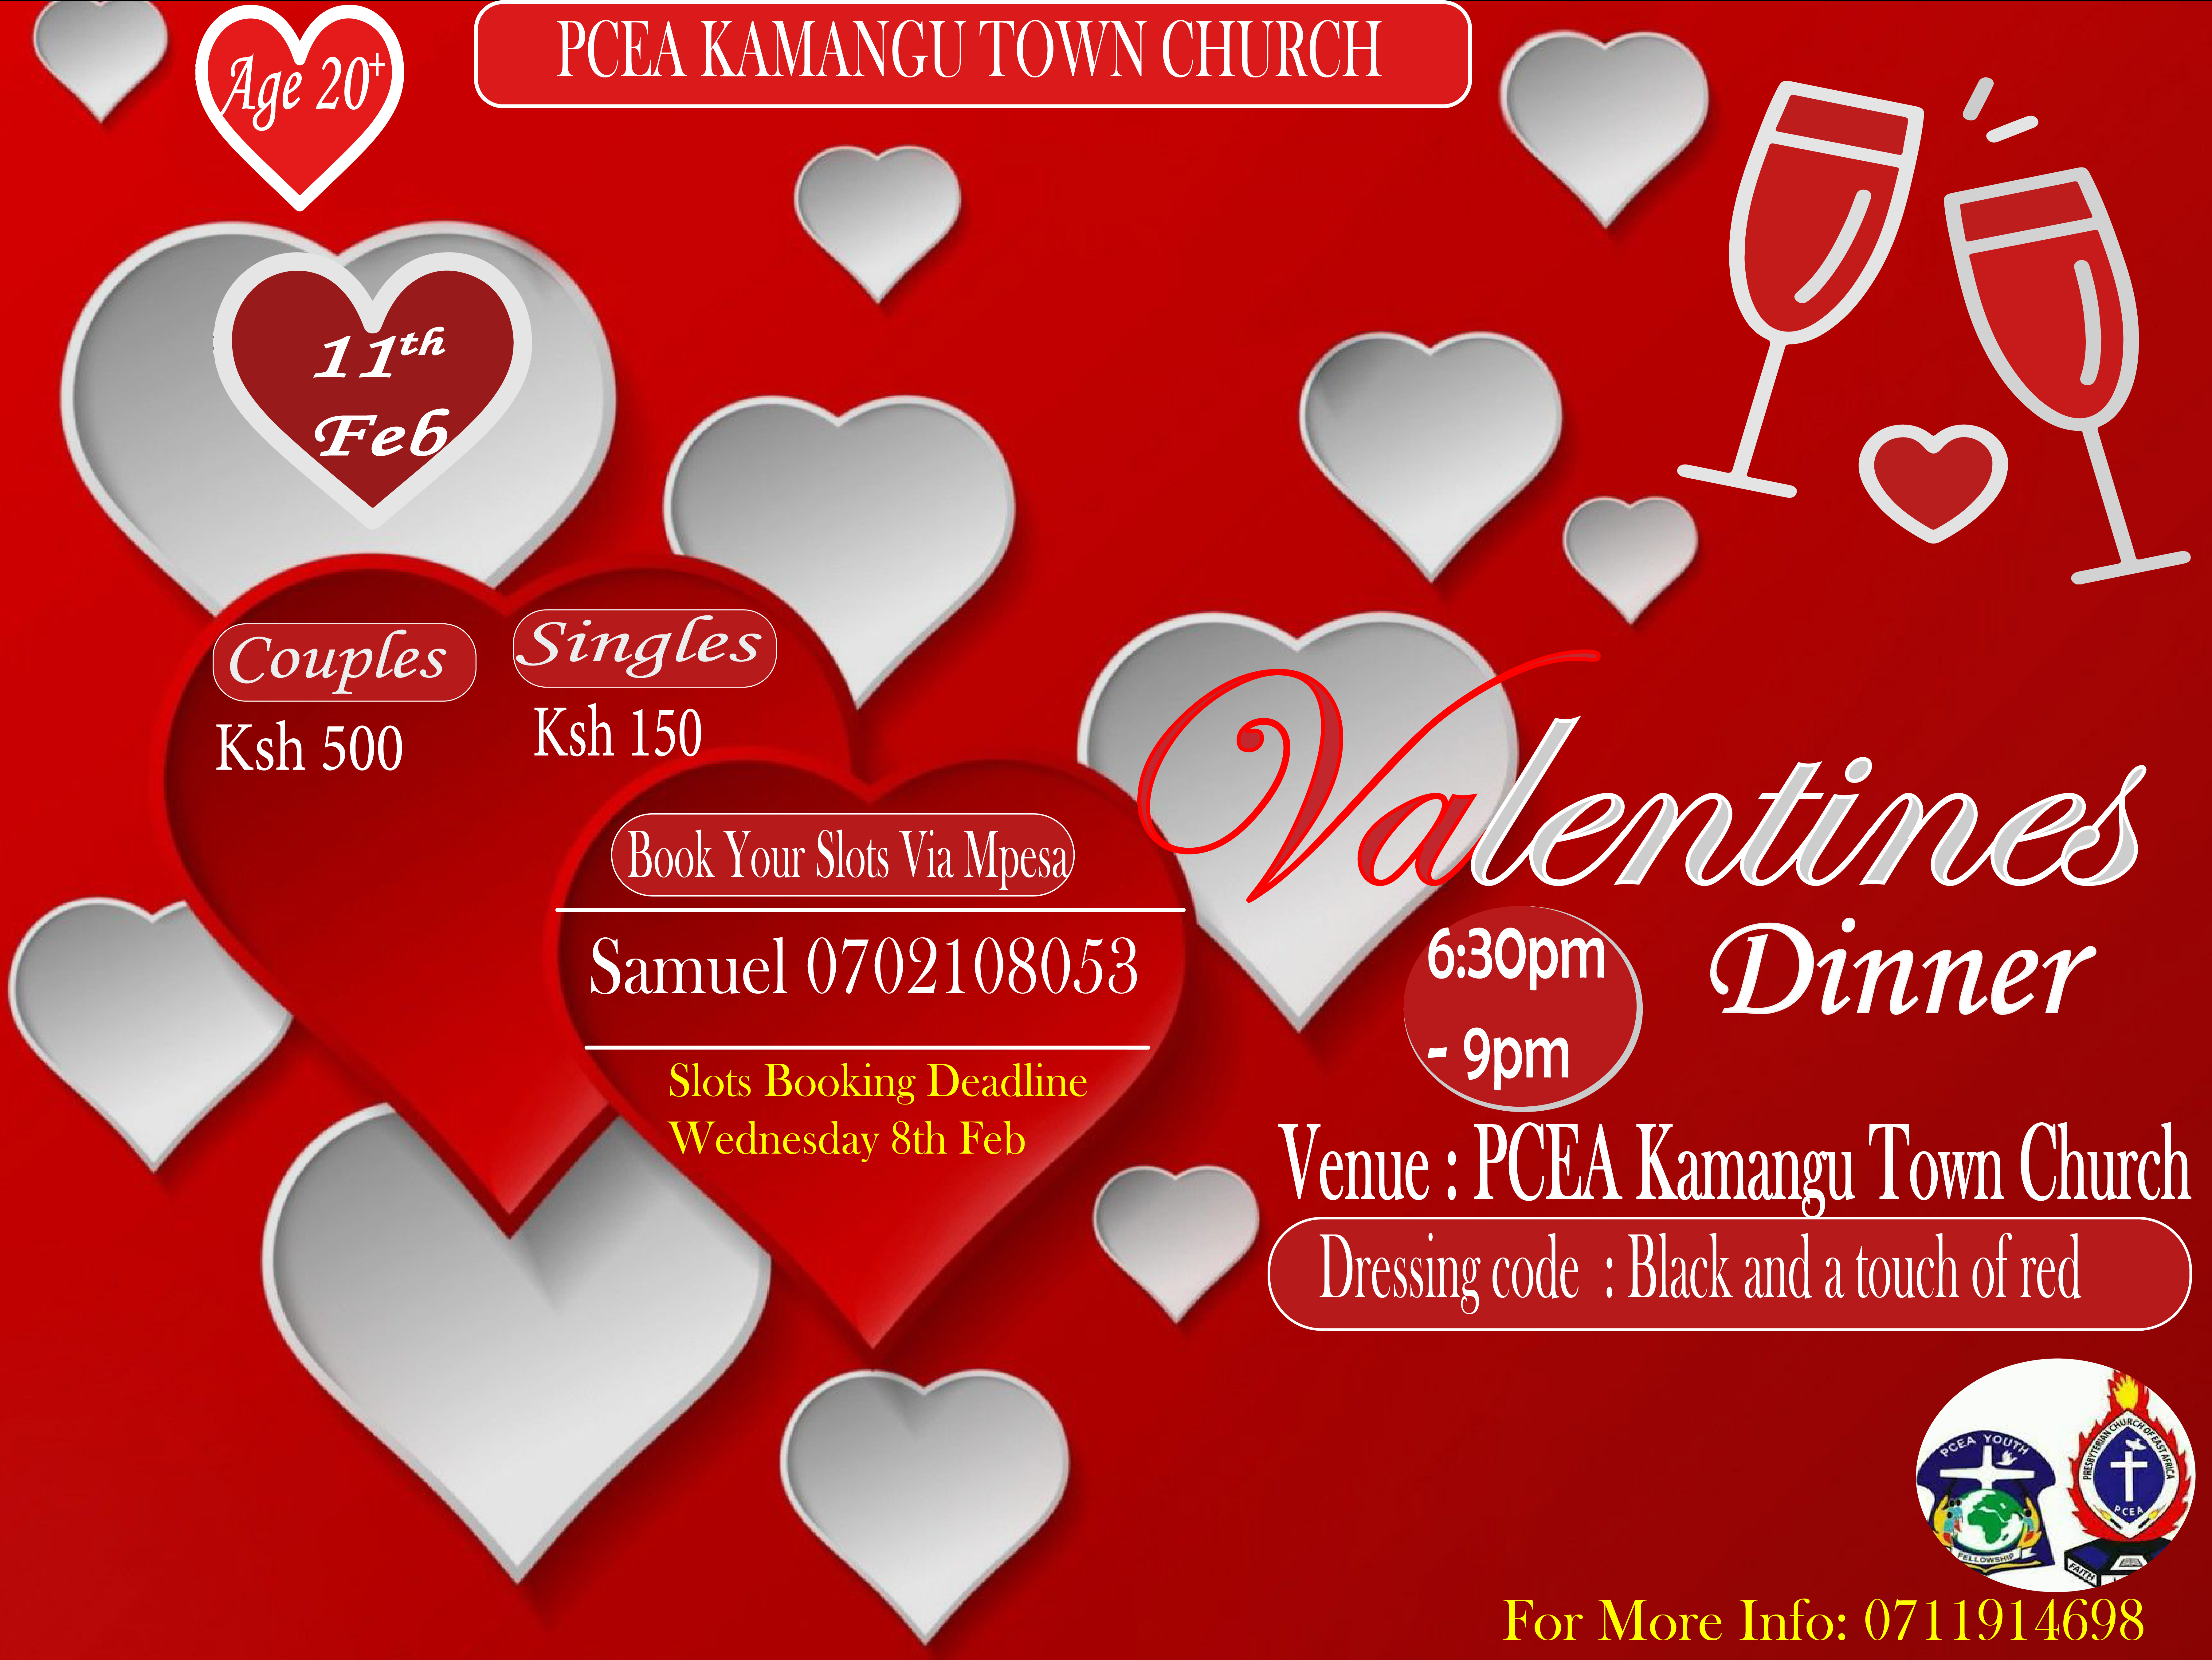 PCEA KAMANGU TOWN CHURCH
Age 20+
11th
Feb
Couples
Ksh 500
Singles
Ksh 150
Book Your Slots Via Mpesa
Samuel 0702108053
Slots Booking Deadline
Wednesday 8th Feb
Valentines
Dinner
6:30pm
- 9pm
Venue : PCEA Kamangu Town Church
Dressing code : Black and a touch of red
PCEA YOUTH
FELLOWSHIP
PRESBYTERIAN CHURCH OF EAST AFRICA
PCEA
FAITH
For More Info: 0711914698